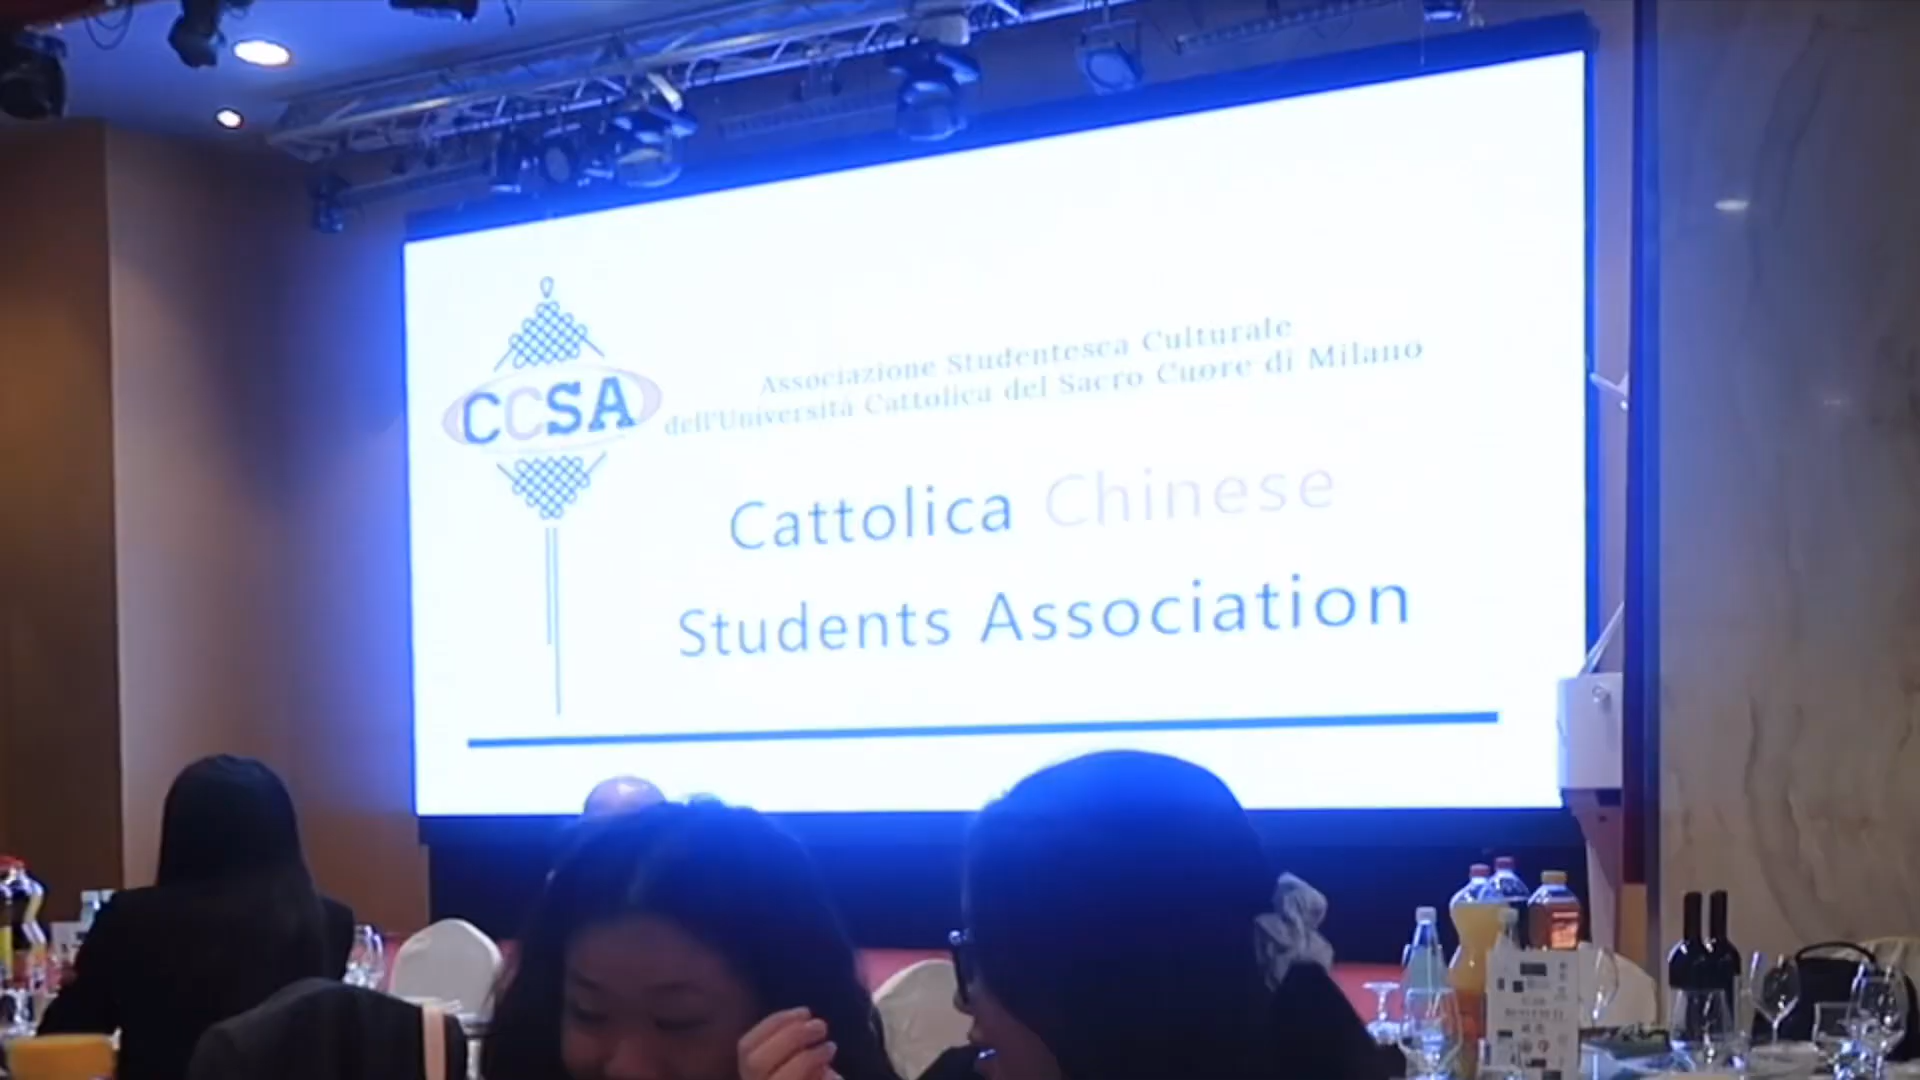 CCSA
Associazione Studentesca Culturale
dell'Università Cattolica del Sacro Cuore di Milano
Cattolica Chinese
Students Association